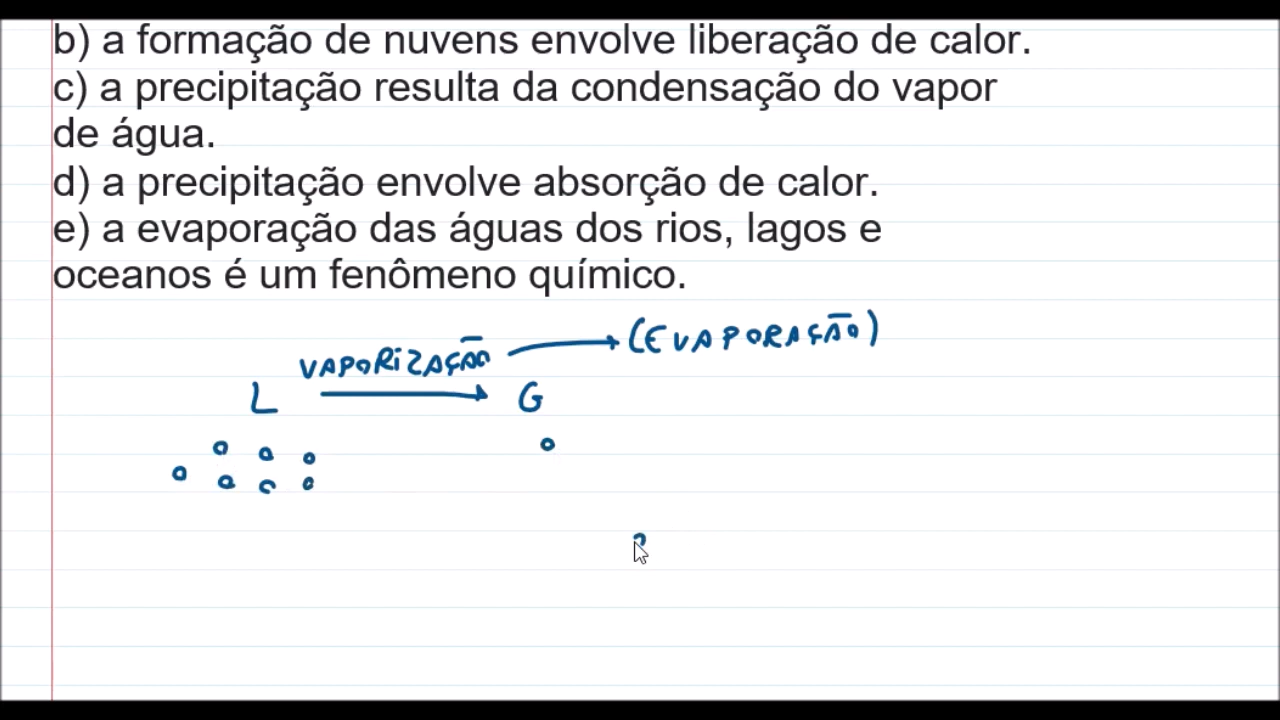 b) a formação de nuvens envolve liberação de calor.
c) a precipitação resulta da condensação do vapor
de água.
d) a precipitação envolve absorção de calor.
e) a evaporação das águas dos rios, lagos e
oceanos é um fenômeno químico.
VAPORIZAÇÃO (EVAPORAÇÃO)
L G